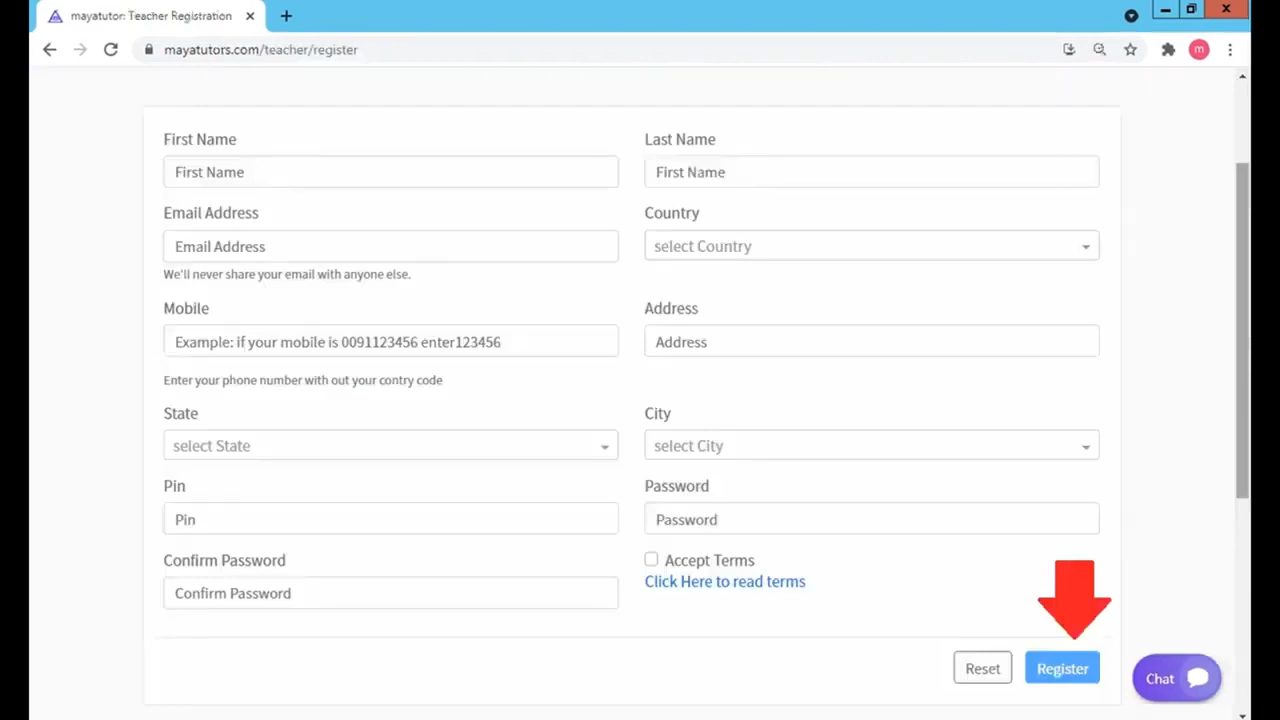 mayatutor: Teacher Registration
mayatutors.com/teacher/register
m
First Name
Last Name
First Name
First Name
Email Address
Country
Email Address
select Country
We'll never share your email with anyone else.
Mobile
Address
Example: if your mobile is 0091123456 enter123456
Address
Enter your phone number with out your contry code
State
City
select State
select City
Pin
Password
Pin
Password
Confirm Password
Accept Terms
Click Here to read terms
Confirm Password
Reset
Register
Chat